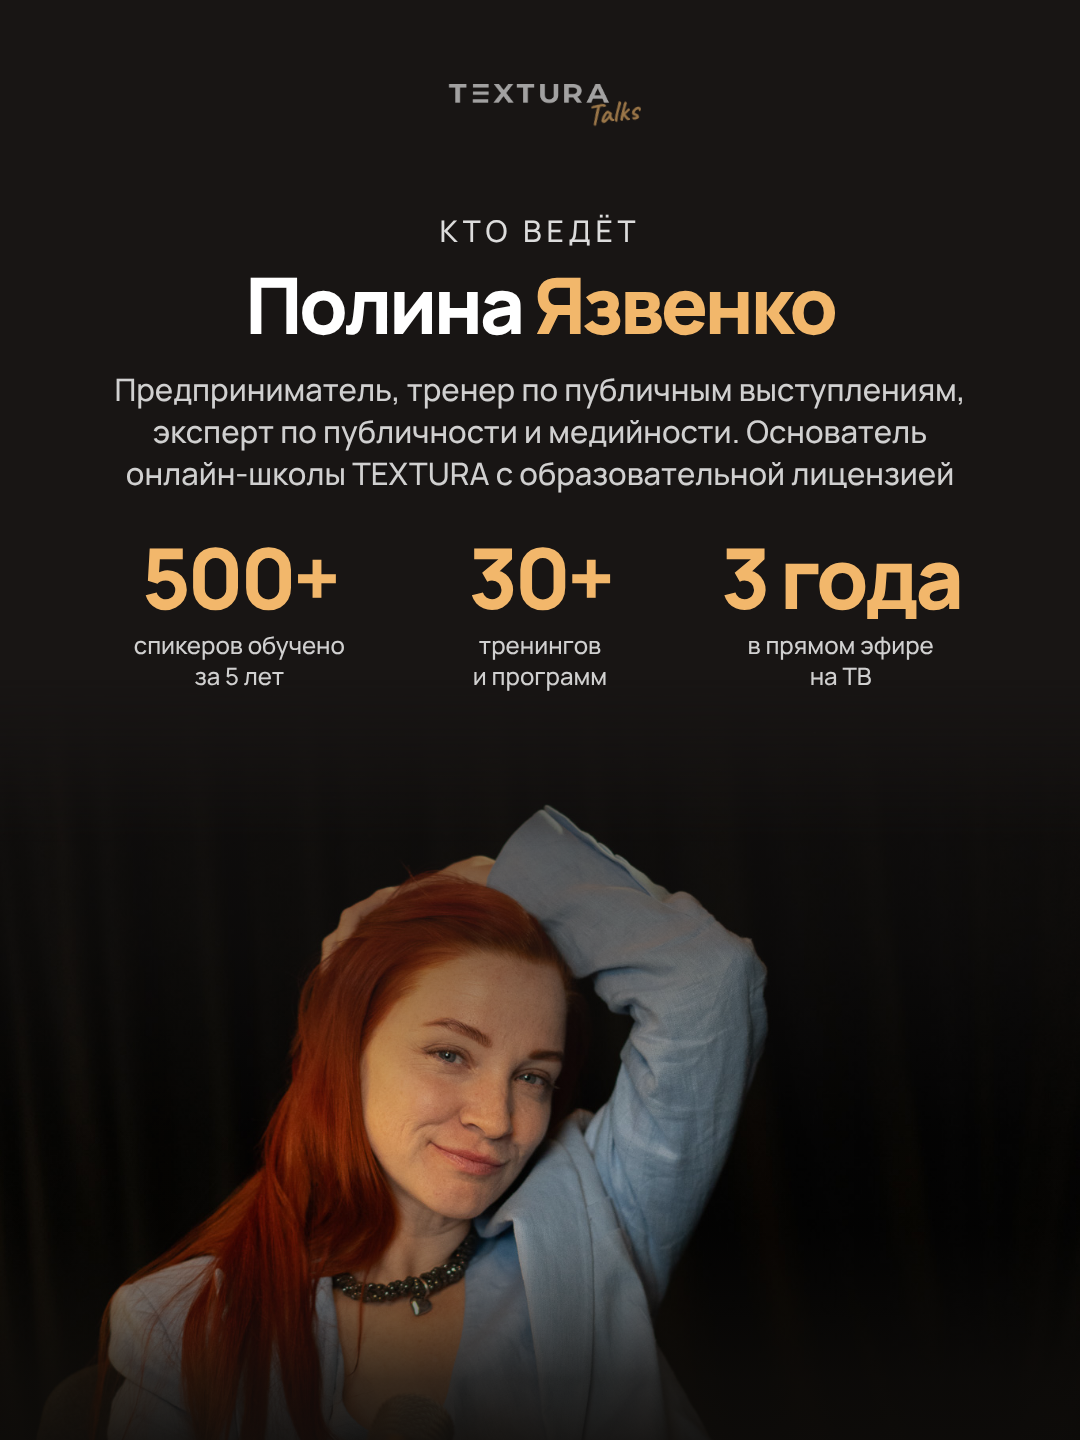 TEXTURA
Talks
КТО ВЕДЁТ
Полина Язвенко
Предприниматель, тренер по публичным выступлениям,
эксперт по публичности и медийности. Основатель
онлайн-школы TEXTURA с образовательной лицензией
500+ 30+ 3 года
спикеров обучено тренингов в прямом эфире
за 5 лет и программ на ТВ